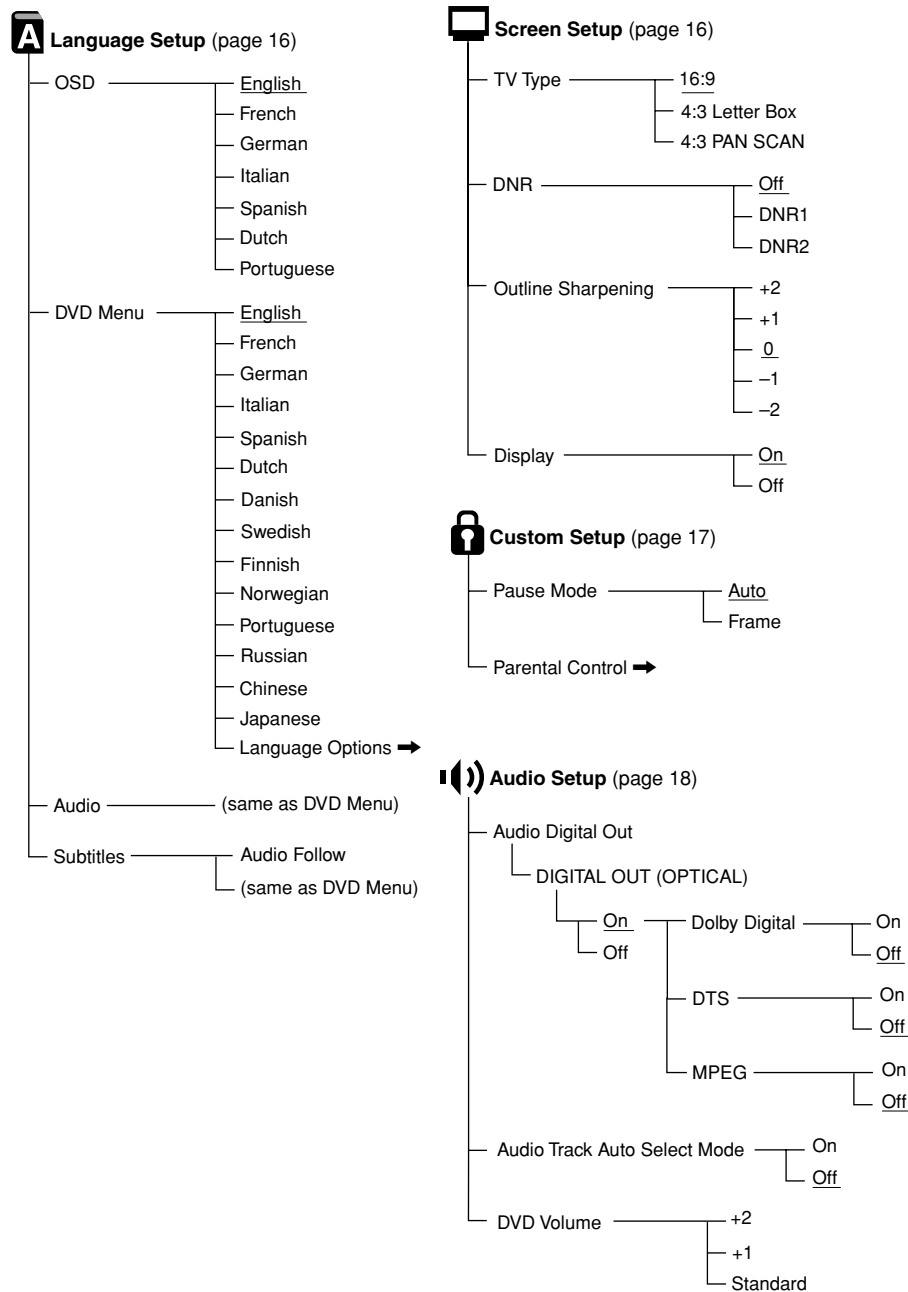 A Language Setup (page 16)
OSD
English
French
German
Italian
Spanish
Dutch
Portuguese
DVD Menu
English
French
German
Italian
Spanish
Dutch
Danish
Swedish
Finnish
Norwegian
Portuguese
Russian
Chinese
Japanese
Language Options ➡
Audio
(same as DVD Menu)
Subtitles
Audio Follow
(same as DVD Menu)
Screen Setup (page 16)
TV Type
16:9
4:3 Letter Box
4:3 PAN SCAN
DNR
Off
DNR1
DNR2
Outline Sharpening
+2
+1
0
–1
–2
Display
On
Off
Custom Setup (page 17)
Pause Mode
Auto
Frame
Parental Control ➡
Audio Setup (page 18)
Audio Digital Out
DIGITAL OUT (OPTICAL)
On
Off
Dolby Digital
On
Off
DTS
On
Off
MPEG
On
Off
Audio Track Auto Select Mode
On
Off
DVD Volume
+2
+1
Standard